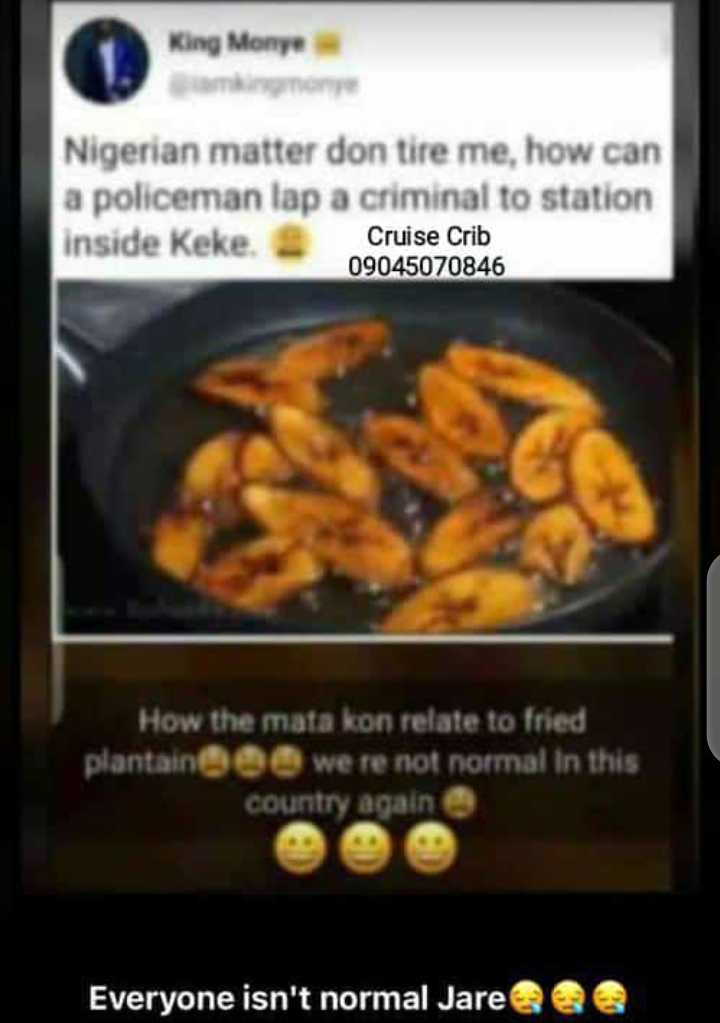 King Monye
@iamkingmonye
Nigerian matter don tire me, how can
a policeman lap a criminal to station
inside Keke. 😩
Cruise Crib
09045070846
How the mata kon relate to fried
plantain😩😩😩 we re not normal In this
country again 😩
😀😀😀
Everyone isn't normal Jare😪😪😪